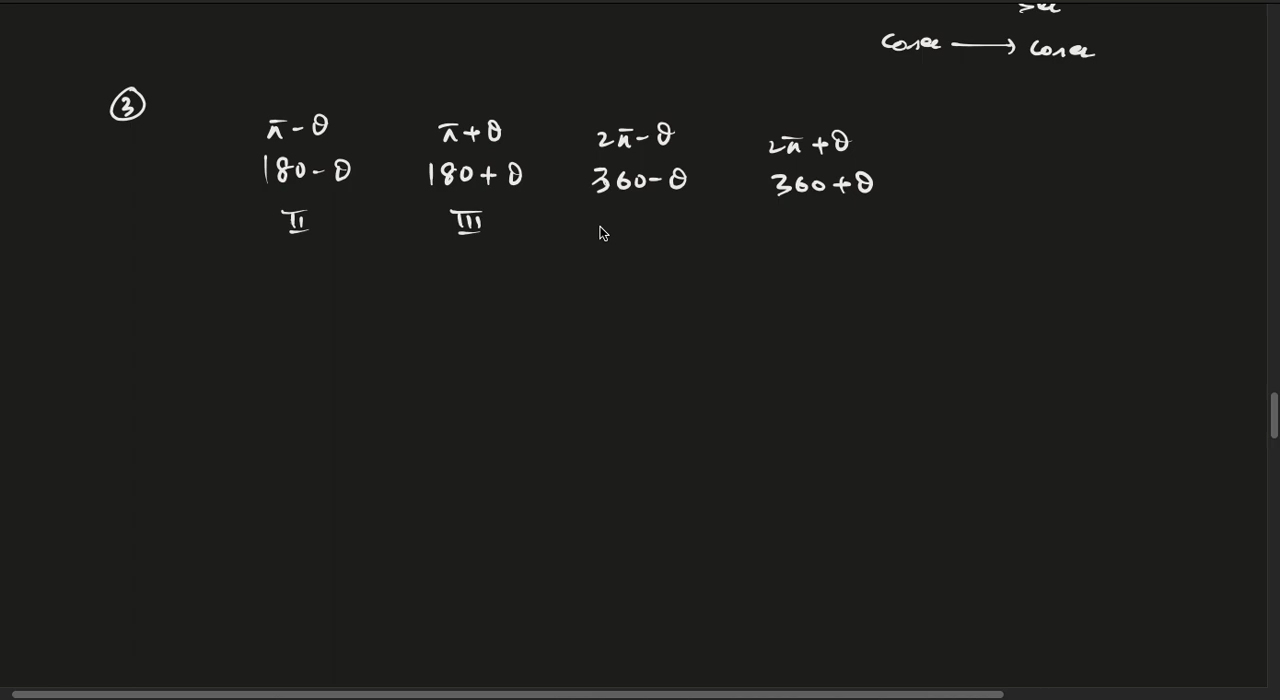 cosec → cosec
③
π - θ   π + θ   2π - θ   2π + θ
180 - θ   180 + θ   360 - θ   360 + θ
II   III